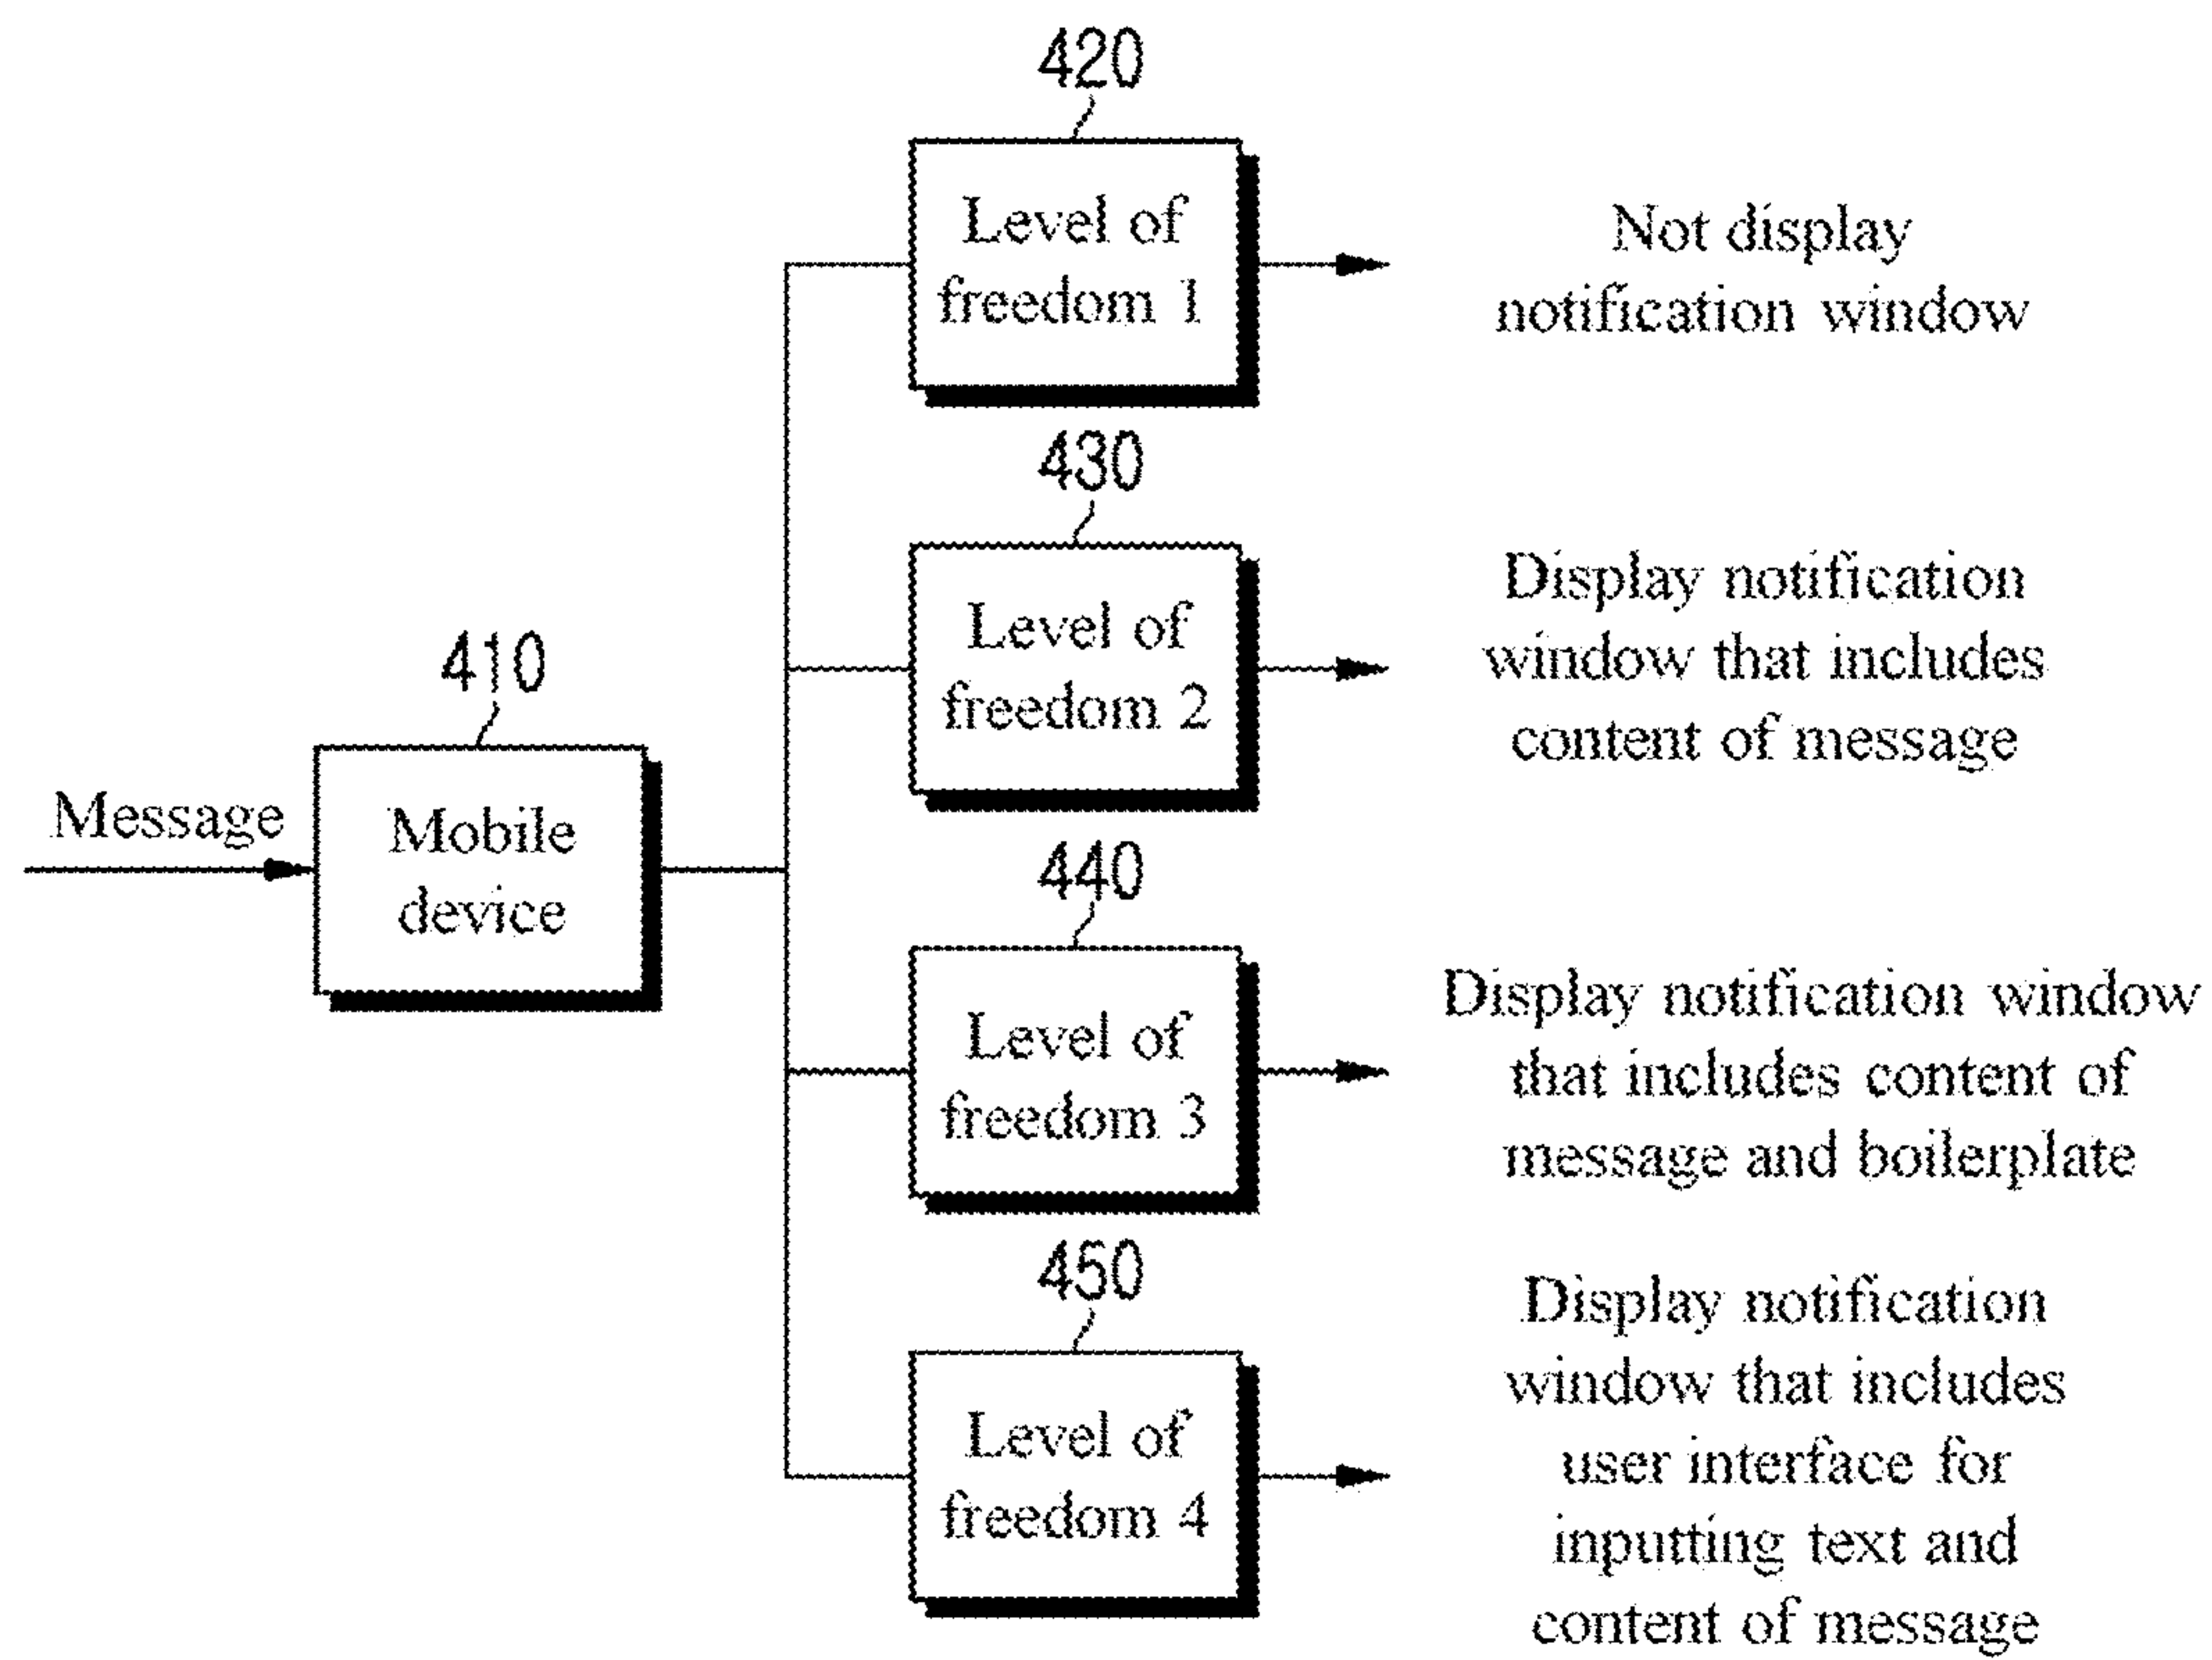 420
Level of
freedom 1
Not display
notification window
430
Level of
freedom 2
Display notification
window that includes
content of message
410
Message
Mobile
device
440
Level of
freedom 3
Display notification window
that includes content of
message and boilerplate
450
Level of
freedom 4
Display notification
window that includes
user interface for
inputting text and
content of message